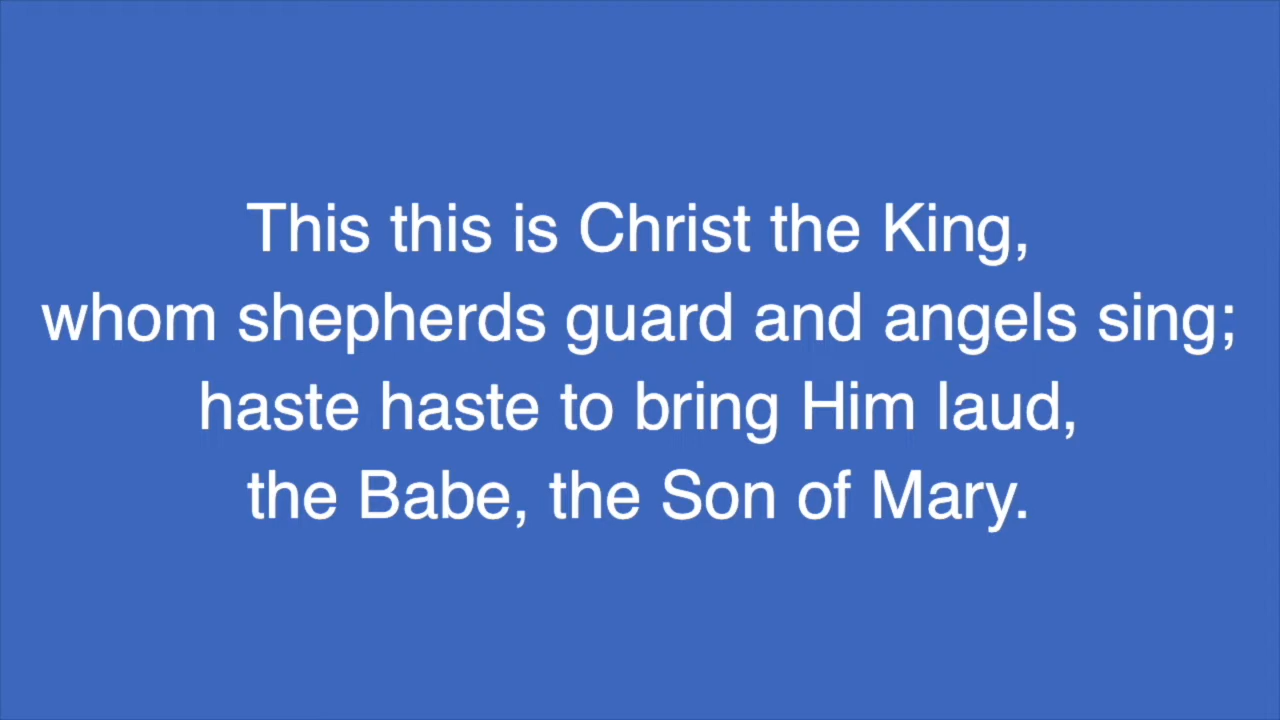 This this is Christ the King,
whom shepherds guard and angels sing;
haste haste to bring Him laud,
the Babe, the Son of Mary.